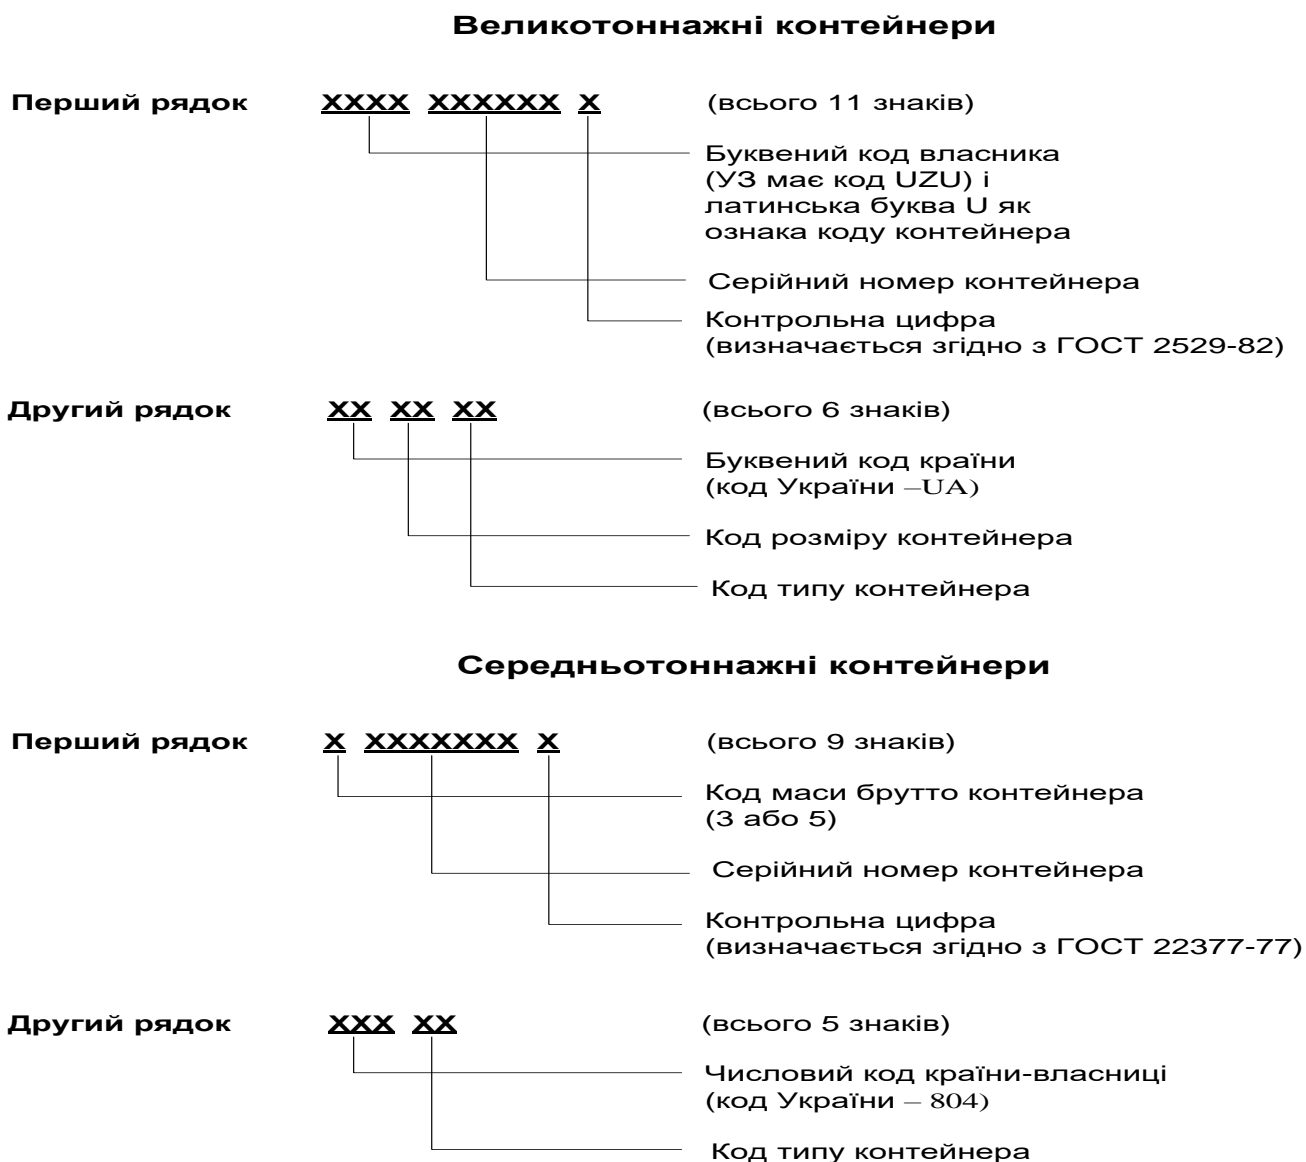 Великотоннажні контейнери
Перший рядок XXXX XXXXXX X (всього 11 знаків)
Буквений код власника
(УЗ має код UZU) і
латинська буква U як
ознака коду контейнера
Серійний номер контейнера
Контрольна цифра
(визначається згідно з ГОСТ 2529-82)
Другий рядок XX XX XX (всього 6 знаків)
Буквений код країни
(код України –UA)
Код розміру контейнера
Код типу контейнера
Середньотоннажні контейнери
Перший рядок X XXXXXXX X (всього 9 знаків)
Код маси брутто контейнера
(3 або 5)
Серійний номер контейнера
Контрольна цифра
(визначається згідно з ГОСТ 22377-77)
Другий рядок XXX XX (всього 5 знаків)
Числовий код країни-власниці
(код України – 804)
Код типу контейнера